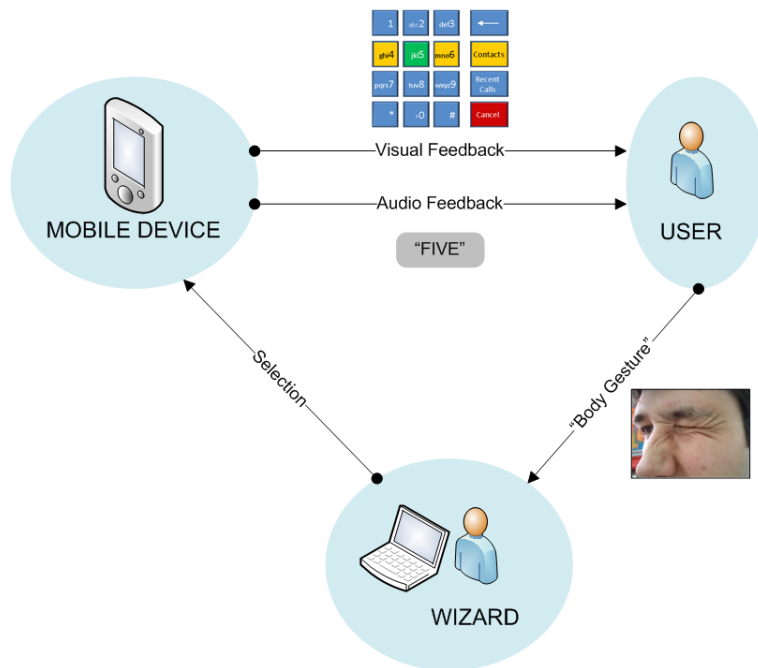 1 abc2 def3
ghi4 jkl5 mno6 Contacts
pqrs7 tuv8 wxyz9 Recent
Calls
* +0 # Cancel
Visual Feedback
Audio Feedback
MOBILE DEVICE
USER
“FIVE”
Selection
“Body Gesture”
WIZARD